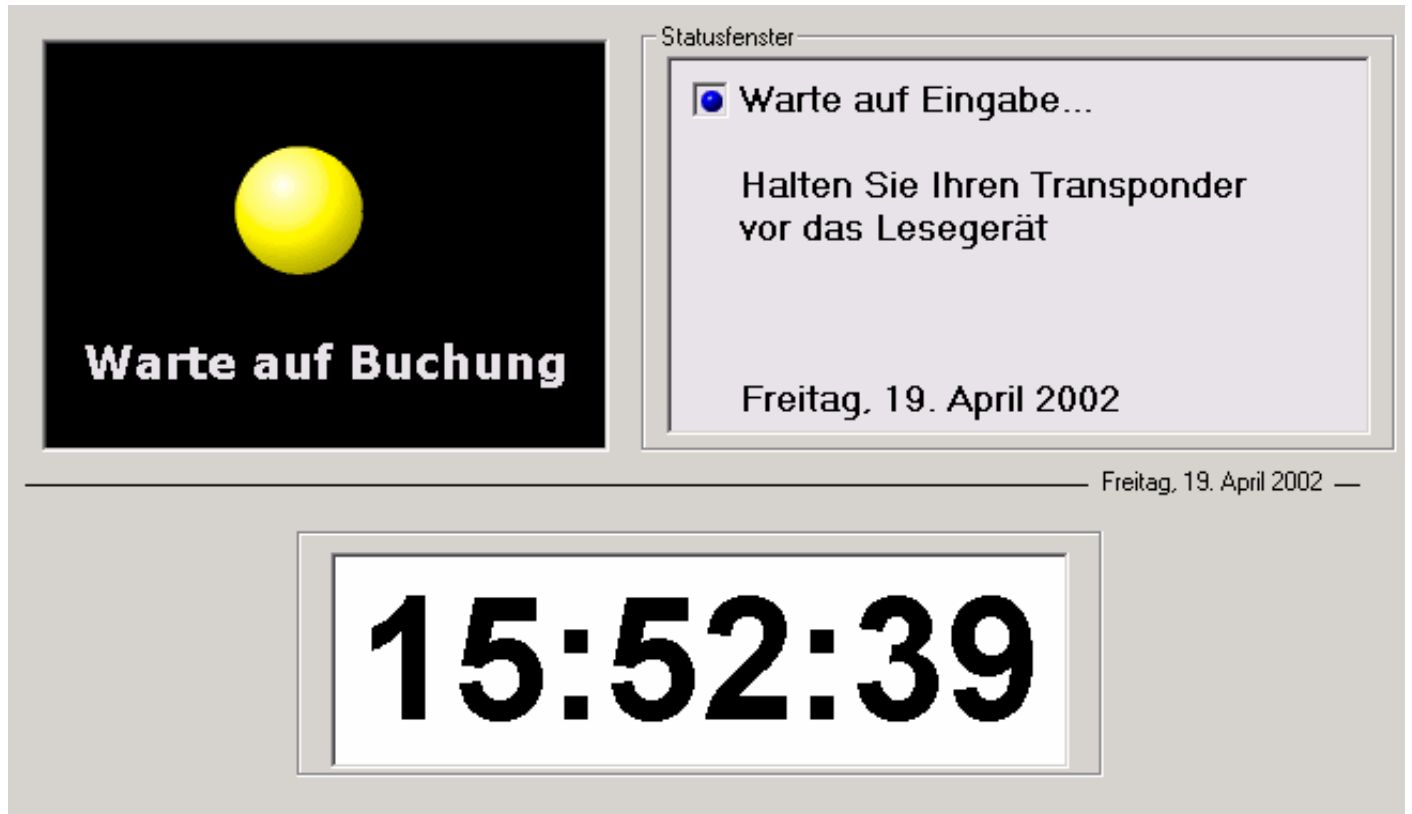 Warte auf Buchung
Statusfenster
Warte auf Eingabe...
Halten Sie Ihren Transponder
vor das Lesegerät
Freitag, 19. April 2002
Freitag, 19. April 2002
15:52:39